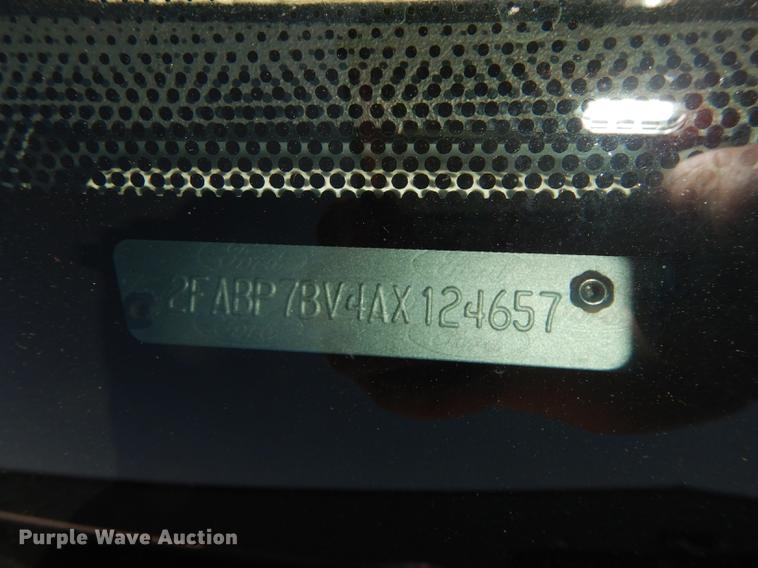 2FABP7BV4AX124657
Purple Wave Auction